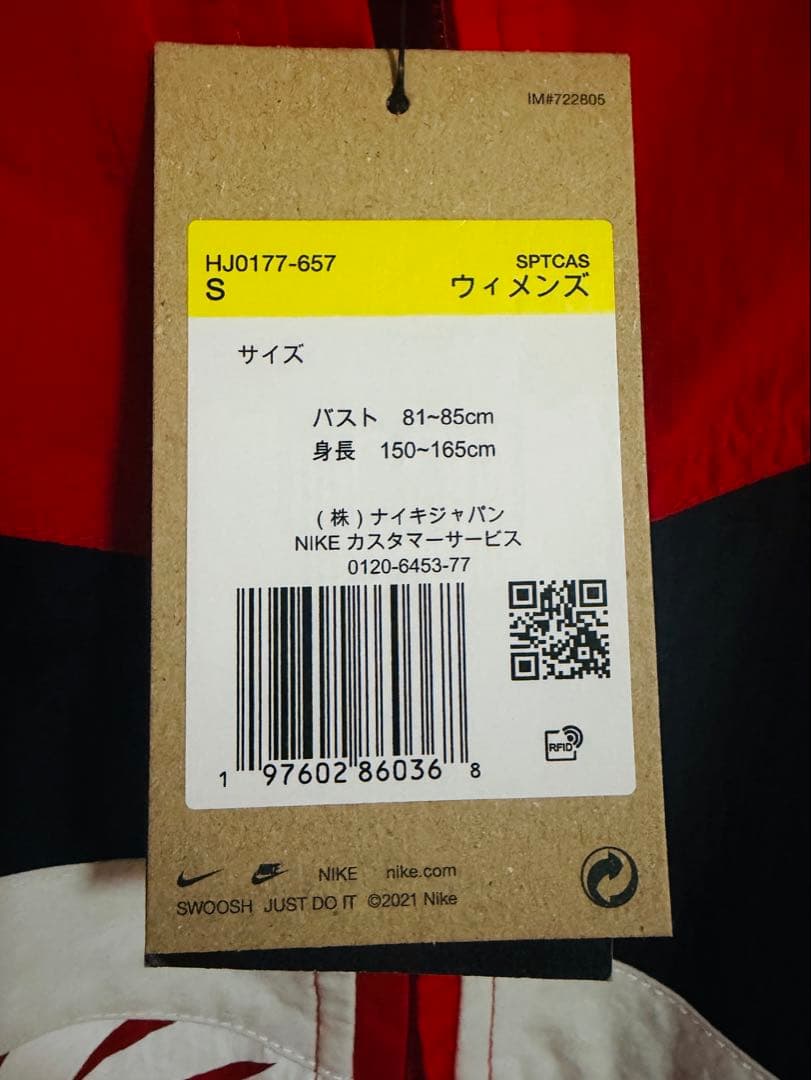 IM#722805
HJ0177-657
SPTCAS
S
ウィメンズ
サイズ
バスト 81~85cm
身長 150~165cm
(株)ナイキジャパン
NIKE カスタマーサービス
0120-6453-77
1 97602 86036 8
RFID
NIKE nike.com
SWOOSH JUST DO IT ©2021 Nike